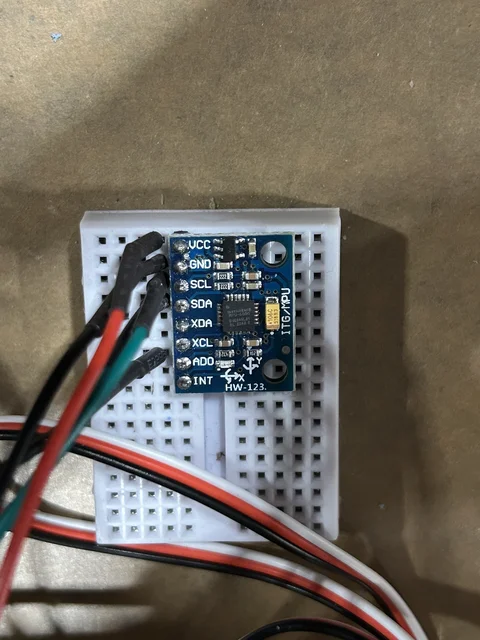 VCC
GND
SCL
SDA
XDA
XCL
ADO
INT
ITG/MPU
Y
X
HW-123.